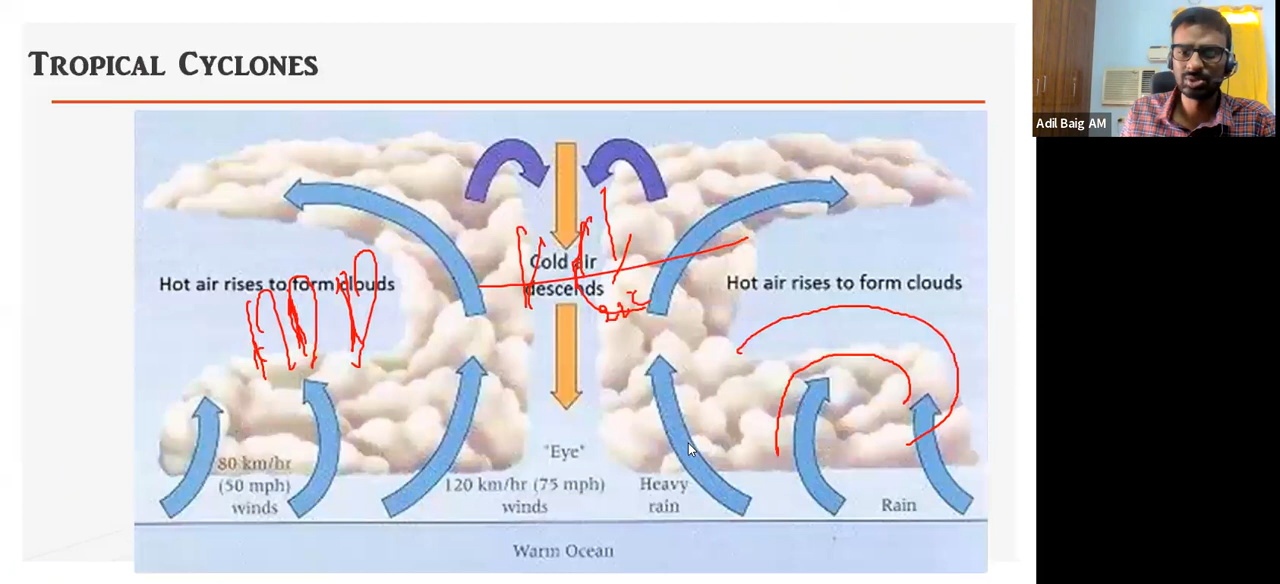 TROPICAL CYCLONES
Adil Baig AM
Cold air
descends
Hot air rises to form clouds
Hot air rises to form clouds
"Eye"
80 km/hr
(50 mph)
winds
120 km/hr (75 mph)
winds
Heavy
rain
Rain
Warm Ocean